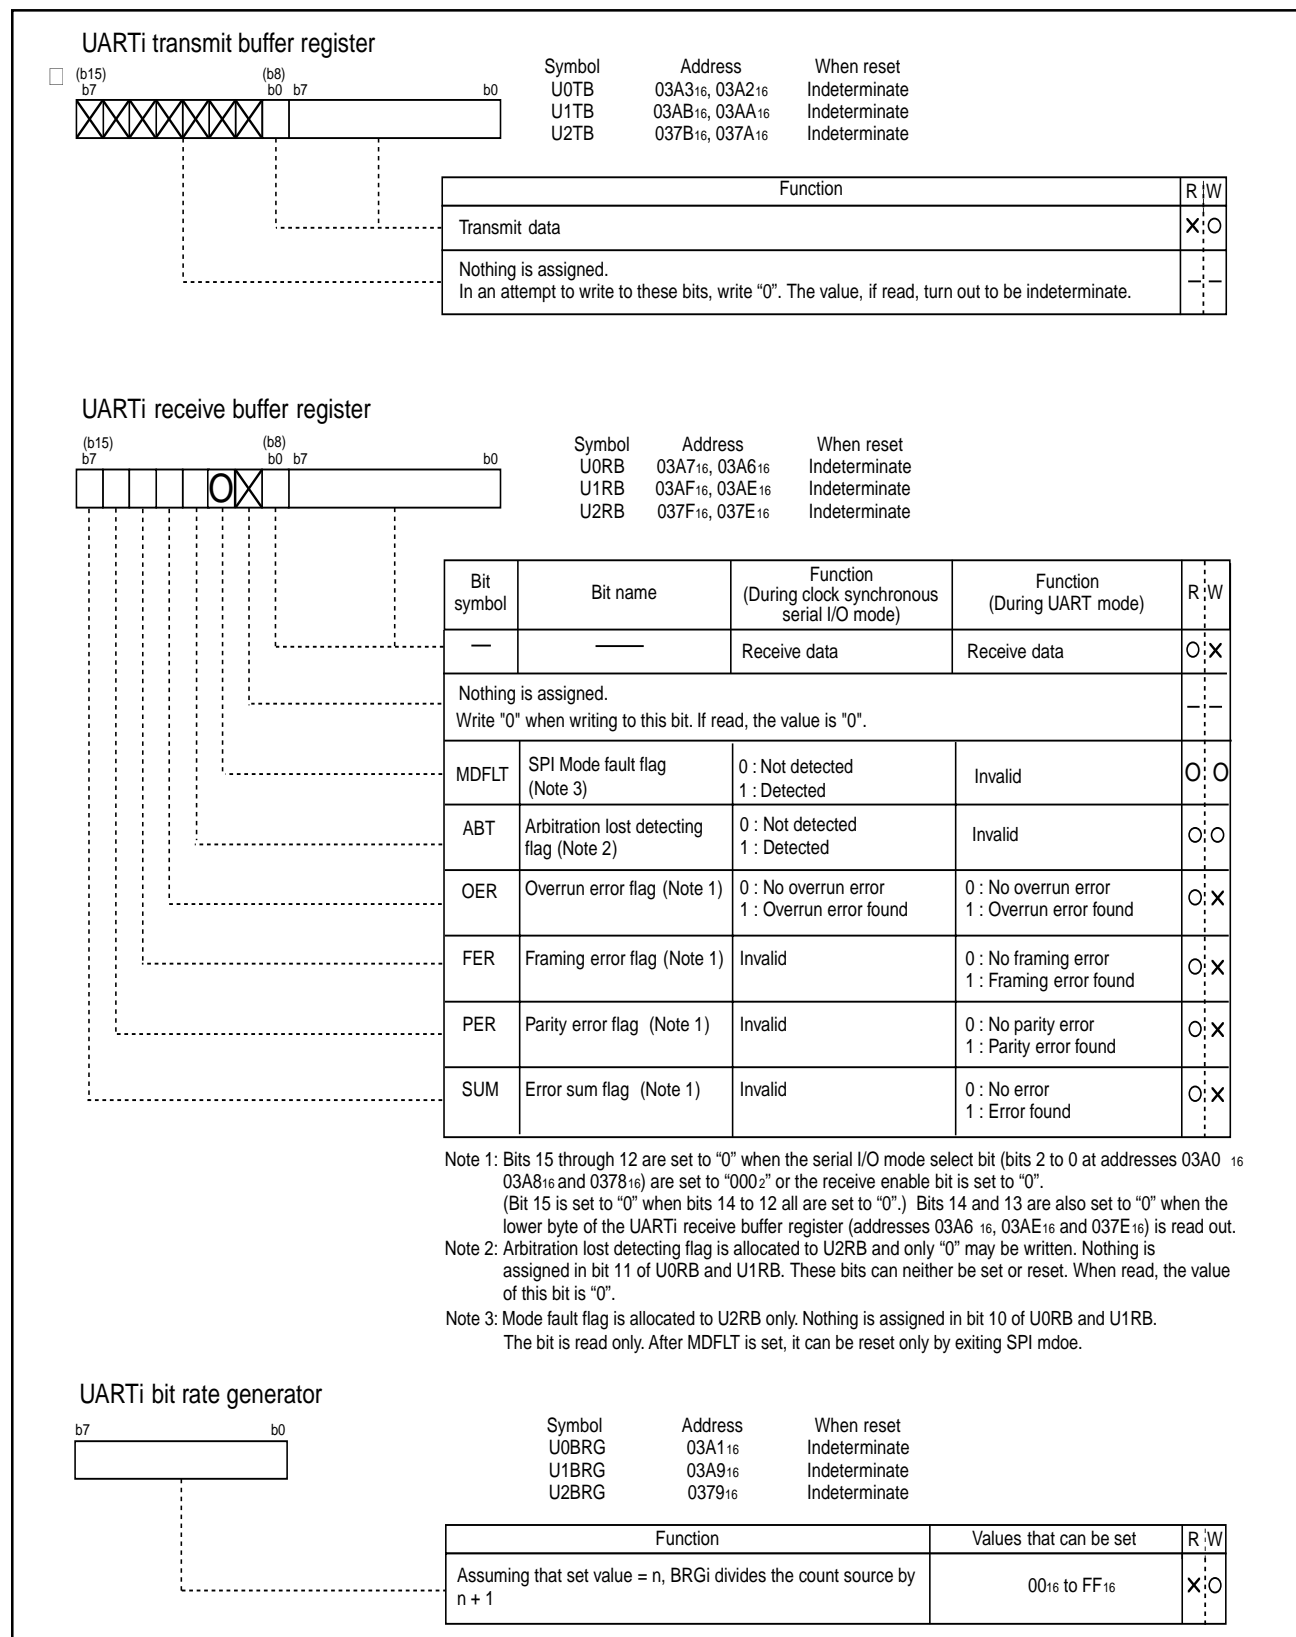 UARTi transmit buffer register
(b15) (b8)
b7 b0 b7 b0
Symbol Address When reset
U0TB 03A316, 03A216 Indeterminate
U1TB 03AB16, 03AA16 Indeterminate
U2TB 037B16, 037A16 Indeterminate
Function R W
Transmit data X O
Nothing is assigned.
In an attempt to write to these bits, write “0”. The value, if read, turn out to be indeterminate. – –
UARTi receive buffer register
(b15) (b8)
b7 b0 b7 b0
Symbol Address When reset
U0RB 03A716, 03A616 Indeterminate
U1RB 03AF16, 03AE16 Indeterminate
U2RB 037F16, 037E16 Indeterminate
O
Bit symbol Bit name Function (During clock synchronous serial I/O mode) Function (During UART mode) R W
— — Receive data Receive data O X
Nothing is assigned.
Write "0" when writing to this bit. If read, the value is "0". – –
MDFLT SPI Mode fault flag (Note 3) 0 : Not detected 1 : Detected Invalid O O
ABT Arbitration lost detecting flag (Note 2) 0 : Not detected 1 : Detected Invalid O O
OER Overrun error flag (Note 1) 0 : No overrun error 1 : Overrun error found 0 : No overrun error 1 : Overrun error found O X
FER Framing error flag (Note 1) Invalid 0 : No framing error 1 : Framing error found O X
PER Parity error flag (Note 1) Invalid 0 : No parity error 1 : Parity error found O X
SUM Error sum flag (Note 1) Invalid 0 : No error 1 : Error found O X
Note 1: Bits 15 through 12 are set to “0” when the serial I/O mode select bit (bits 2 to 0 at addresses 03A0 16
03A816 and 037816) are set to “0002” or the receive enable bit is set to “0”.
(Bit 15 is set to “0” when bits 14 to 12 all are set to “0”.) Bits 14 and 13 are also set to “0” when the
lower byte of the UARTi receive buffer register (addresses 03A6 16, 03AE16 and 037E16) is read out.
Note 2: Arbitration lost detecting flag is allocated to U2RB and only “0” may be written. Nothing is
assigned in bit 11 of U0RB and U1RB. These bits can neither be set or reset. When read, the value
of this bit is “0”.
Note 3: Mode fault flag is allocated to U2RB only. Nothing is assigned in bit 10 of U0RB and U1RB.
The bit is read only. After MDFLT is set, it can be reset only by exiting SPI mdoe.
UARTi bit rate generator
b7 b0
Symbol Address When reset
U0BRG 03A116 Indeterminate
U1BRG 03A916 Indeterminate
U2BRG 037916 Indeterminate
Function Values that can be set R W
Assuming that set value = n, BRGi divides the count source by
n + 1 0016 to FF16 X O